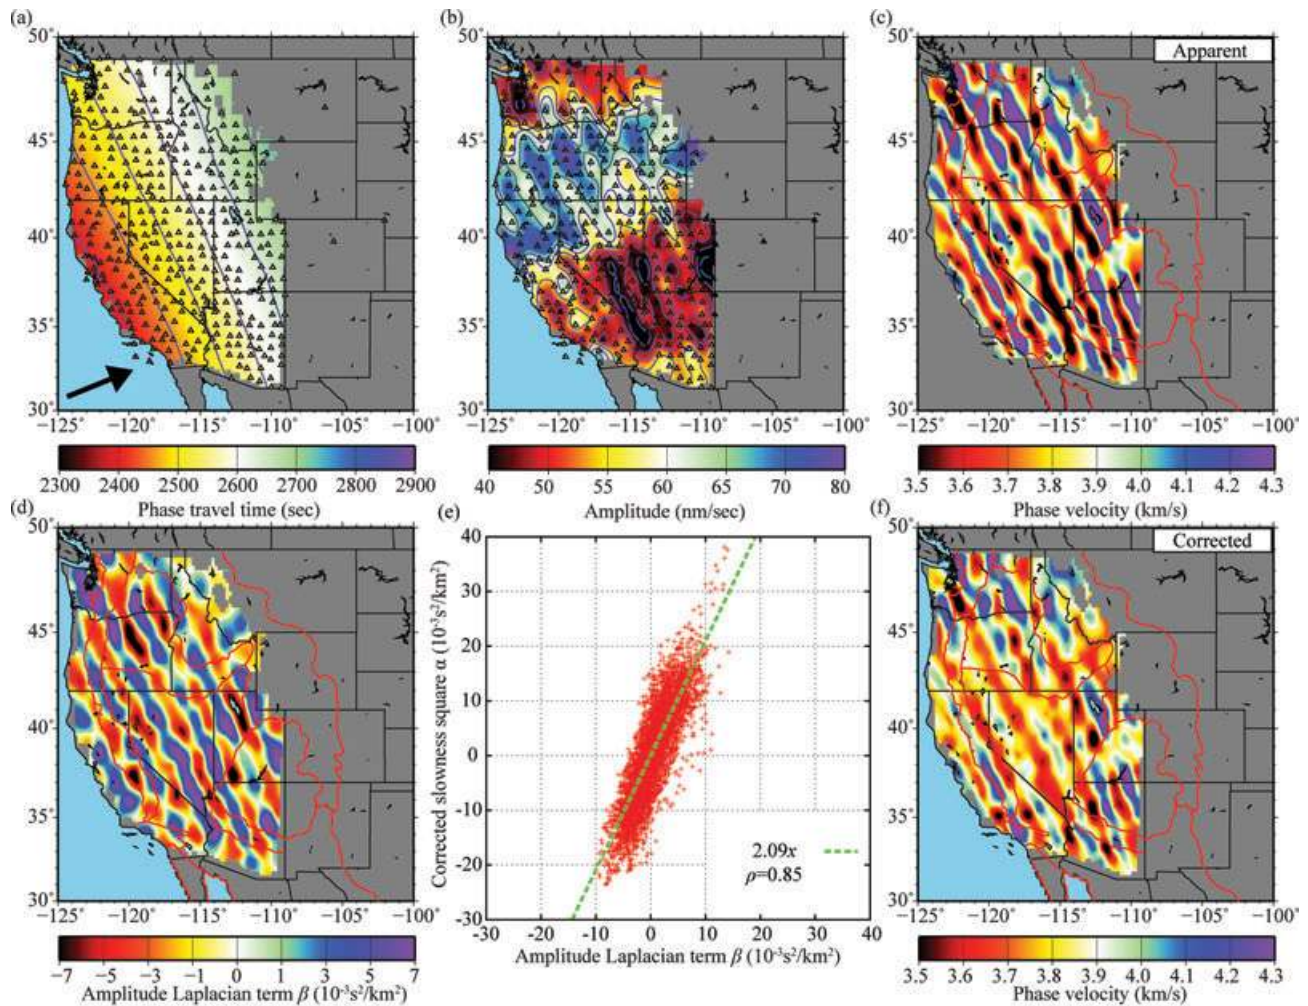 (a)
(b)
(c)
50°
45°
40°
35°
30°
−125° −120° −115° −110° −105° −100°
2300 2400 2500 2600 2700 2800 2900
Phase travel time (sec)
50°
45°
40°
35°
30°
−125° −120° −115° −110° −105° −100°
40 50 55 60 65 70 80
Amplitude (nm/sec)
Apparent
50°
45°
40°
35°
30°
−125° −120° −115° −110° −105° −100°
3.5 3.6 3.7 3.8 3.9 4.0 4.1 4.2 4.3
Phase velocity (km/s)
(d)
(e)
(f)
50°
45°
40°
35°
30°
−125° −120° −115° −110° −105° −100°
−7 −5 −3 −1 0 1 3 5 7
Amplitude Laplacian term β (10⁻³s²/km²)
Corrected slowness square α (10⁻³s²/km²)
40
30
20
10
0
-10
-20
-30
2.09x
ρ=0.85
-30 -20 -10 0 10 20 30 40
Amplitude Laplacian term β (10⁻³s²/km²)
Corrected
50°
45°
40°
35°
30°
−125° −120° −115° −110° −105° −100°
3.5 3.6 3.7 3.8 3.9 4.0 4.1 4.2 4.3
Phase velocity (km/s)